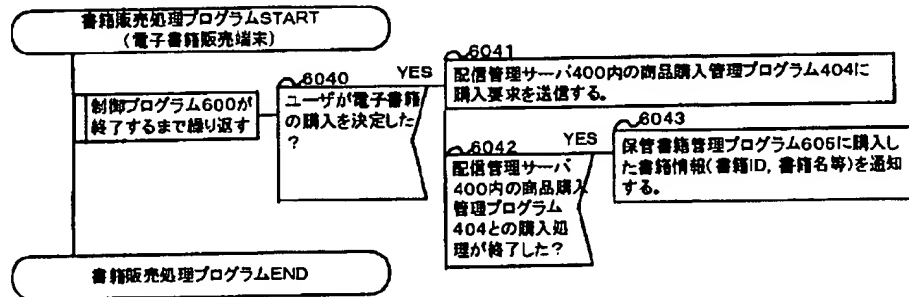 書籍販売処理プログラムSTART
(電子書籍販売端末)
6041
6040
YES
配信管理サーバ400内の商品購入管理プログラム404に
購入要求を送信する。
制御プログラム600が
終了するまで繰り返す
ユーザが電子書籍
の購入を決定した
?
6043
YES
6042
保管書籍管理プログラム605に購入し
た書籍情報(書籍ID, 書籍名等)を通知
する。
配信管理サーバ
400内の商品購入
管理プログラム
404との購入処
理が終了した?
書籍販売処理プログラムEND